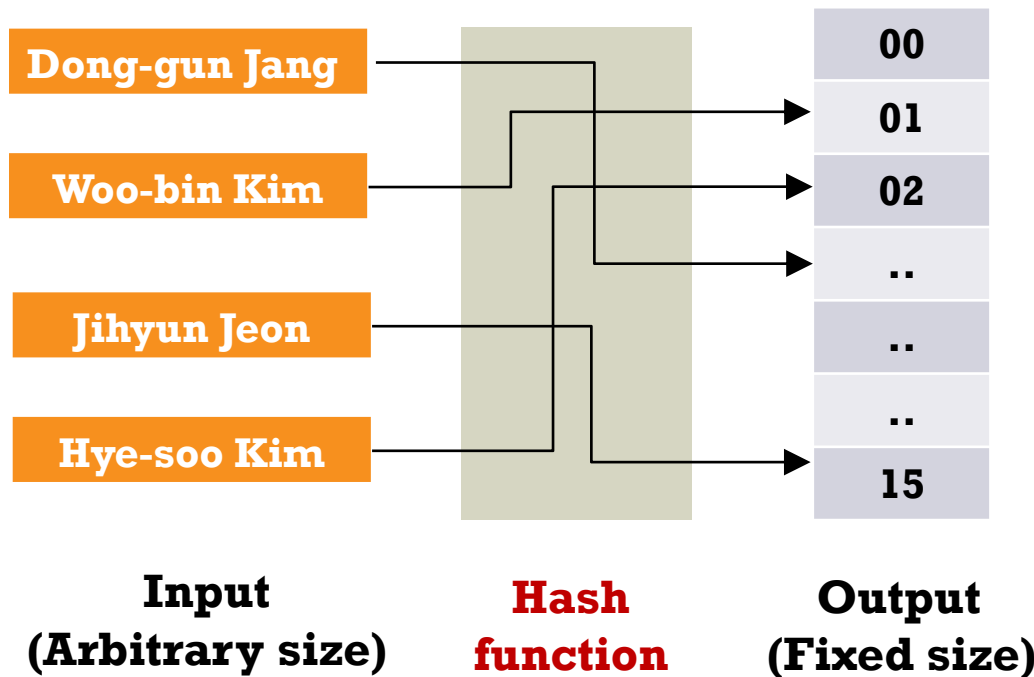 Dong-gun Jang
Woo-bin Kim
Jihyun Jeon
Hye-soo Kim
00
01
02
..
..
..
15
Input
(Arbitrary size)
Hash
function
Output
(Fixed size)